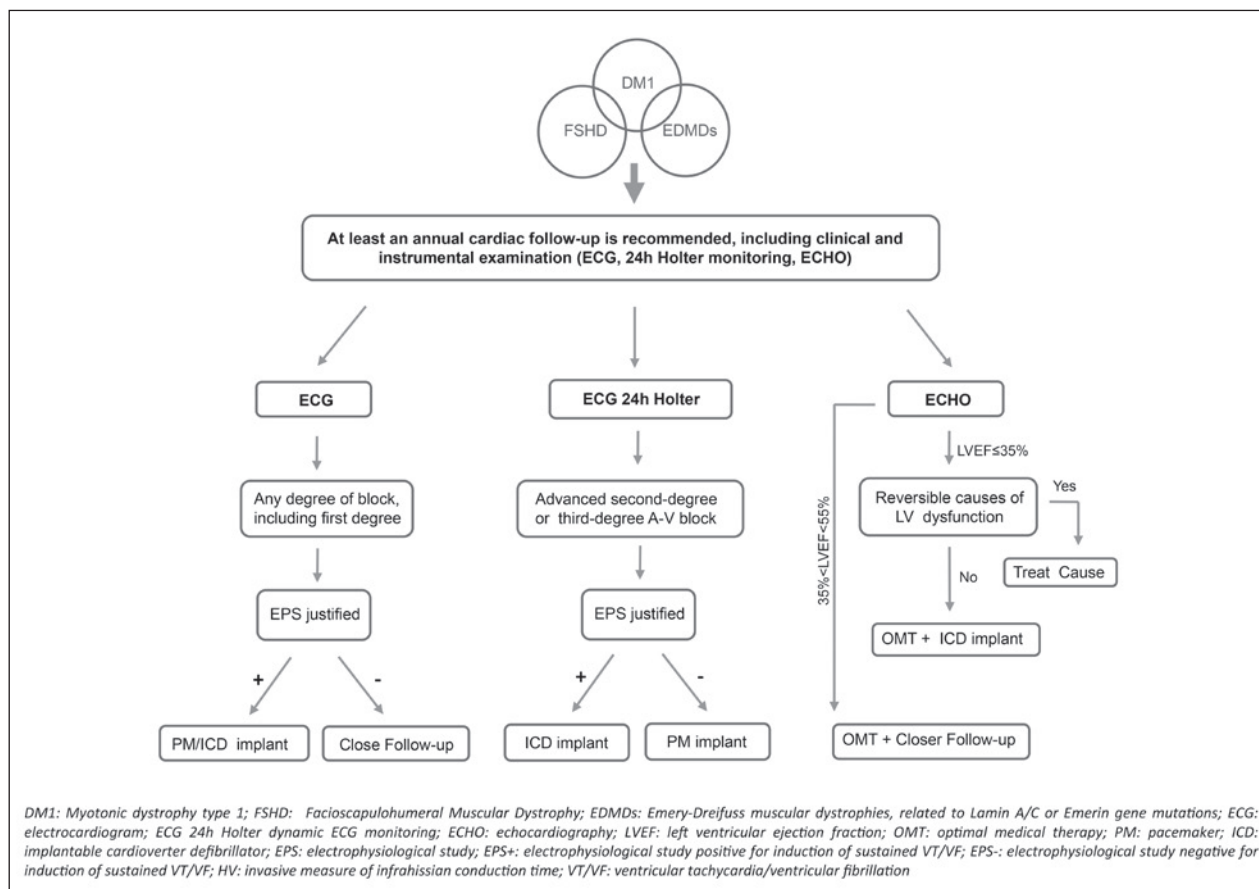 DM1
FSHD
EDMDs
At least an annual cardiac follow-up is recommended, including clinical and
instrumental examination (ECG, 24h Holter monitoring, ECHO)
ECG
ECG 24h Holter
ECHO
LVEF≤35%
35%<LVEF<55%
Any degree of block,
including first degree
Advanced second-degree
or third-degree A-V block
Reversible causes of
LV dysfunction
Yes
Treat Cause
No
EPS justified
EPS justified
OMT + ICD implant
+
-
+
-
PM/ICD implant
Close Follow-up
ICD implant
PM implant
OMT + Closer Follow-up
DM1: Myotonic dystrophy type 1; FSHD: Facioscapulohumeral Muscular Dystrophy; EDMDs: Emery-Dreifuss muscular dystrophies, related to Lamin A/C or Emerin gene mutations; ECG:
electrocardiogram; ECG 24h Holter dynamic ECG monitoring; ECHO: echocardiography; LVEF: left ventricular ejection fraction; OMT: optimal medical therapy; PM: pacemaker; ICD:
implantable cardioverter defibrillator; EPS: electrophysiological study; EPS+: electrophysiological study positive for induction of sustained VT/VF; EPS-: electrophysiological study negative for
induction of sustained VT/VF; HV: invasive measure of infrahissian conduction time; VT/VF: ventricular tachycardia/ventricular fibrillation